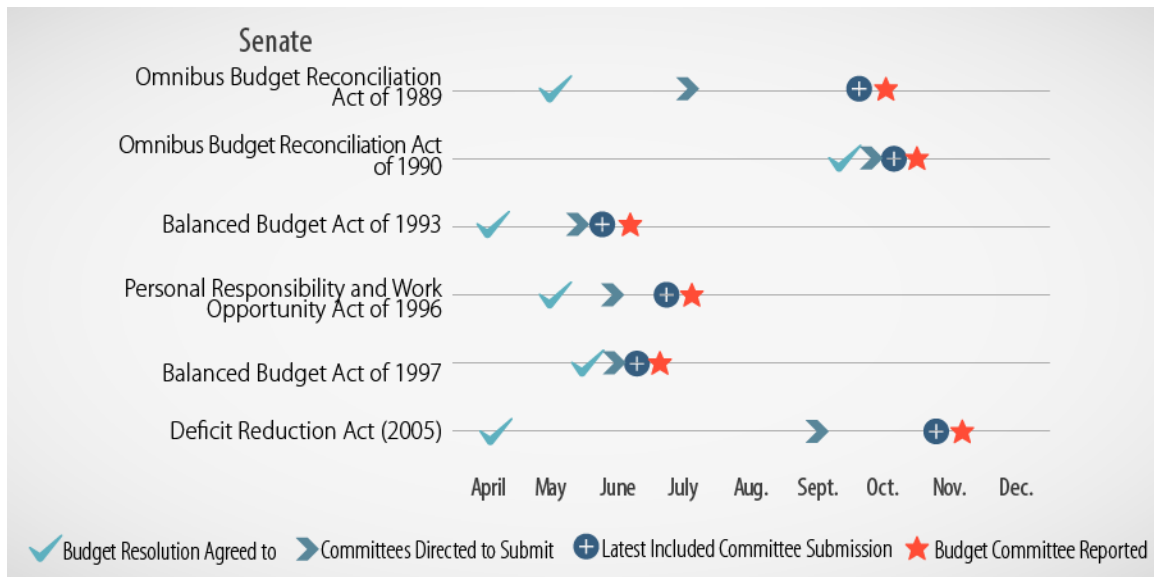 Senate
Omnibus Budget Reconciliation
Act of 1989
Omnibus Budget Reconciliation Act
of 1990
Balanced Budget Act of 1993
Personal Responsibility and Work
Opportunity Act of 1996
Balanced Budget Act of 1997
Deficit Reduction Act (2005)
April May June July Aug. Sept. Oct. Nov. Dec.
Budget Resolution Agreed to Committees Directed to Submit Latest Included Committee Submission Budget Committee Reported